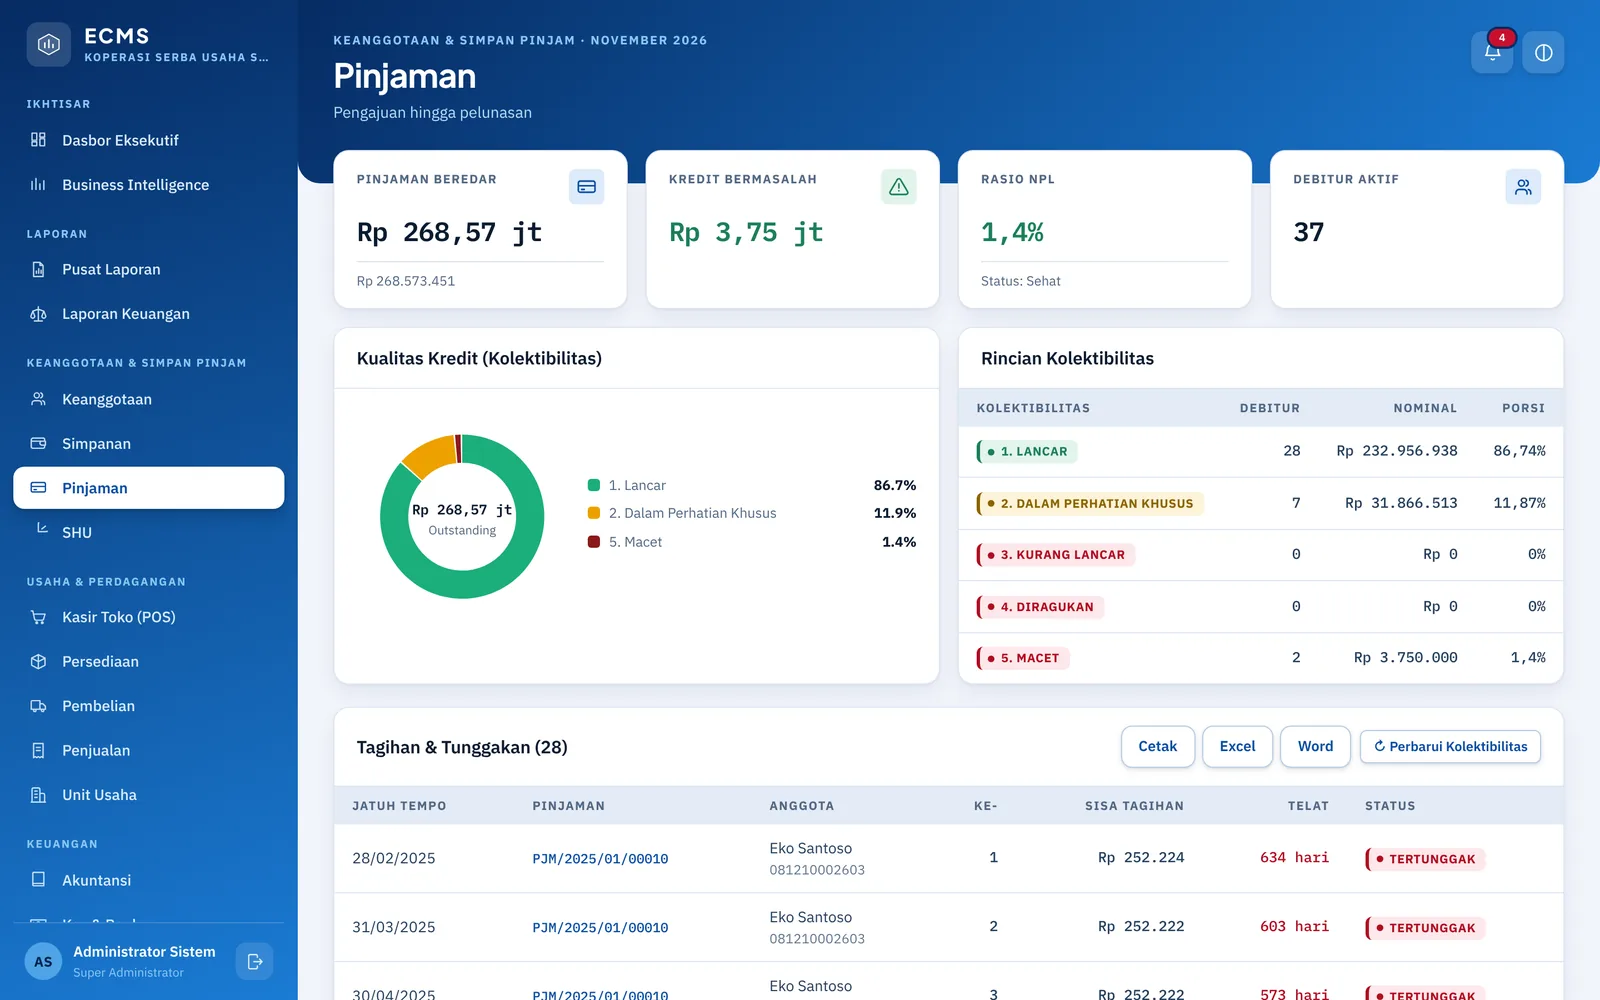 ECMS
KOPERASI SERBA USAHA S...
IKHTISAR
Dasbor Eksekutif
Business Intelligence
LAPORAN
Pusat Laporan
Laporan Keuangan
KEANGGOTAAN & SIMPAN PINJAM
Keanggotaan
Simpanan
Pinjaman
SHU
USAHA & PERDAGANGAN
Kasir Toko (POS)
Persediaan
Pembelian
Penjualan
Unit Usaha
KEUANGAN
Akuntansi
AS
Administrator Sistem
Super Administrator
KEANGGOTAAN & SIMPAN PINJAM · NOVEMBER 2026
Pinjaman
Pengajuan hingga pelunasan
4
PINJAMAN BEREDAR
Rp 268,57 jt
Rp 268.573.451
KREDIT BERMASALAH
Rp 3,75 jt
RASIO NPL
1,4%
Status: Sehat
DEBITUR AKTIF
37
Kualitas Kredit (Kolektibilitas)
Rp 268,57 jt
Outstanding
1. Lancar 86.7%
2. Dalam Perhatian Khusus 11.9%
5. Macet 1.4%
Rincian Kolektibilitas
KOLEKTIBILITAS DEBITUR NOMINAL PORSI
1. LANCAR 28 Rp 232.956.938 86,74%
2. DALAM PERHATIAN KHUSUS 7 Rp 31.866.513 11,87%
3. KURANG LANCAR 0 Rp 0 0%
4. DIRAGUKAN 0 Rp 0 0%
5. MACET 2 Rp 3.750.000 1,4%
Tagihan & Tunggakan (28)
Cetak Excel Word Perbarui Kolektibilitas
JATUH TEMPO PINJAMAN ANGGOTA KE- SISA TAGIHAN TELAT STATUS
28/02/2025 PJM/2025/01/00010 Eko Santoso 1 Rp 252.224 634 hari TERTUNGGAK
081210002603
31/03/2025 PJM/2025/01/00010 Eko Santoso 2 Rp 252.222 603 hari TERTUNGGAK
081210002603
30/04/2025 PJM/2025/01/00010 Eko Santoso 3 Rp 252.222 573 hari TERTUNGGAK